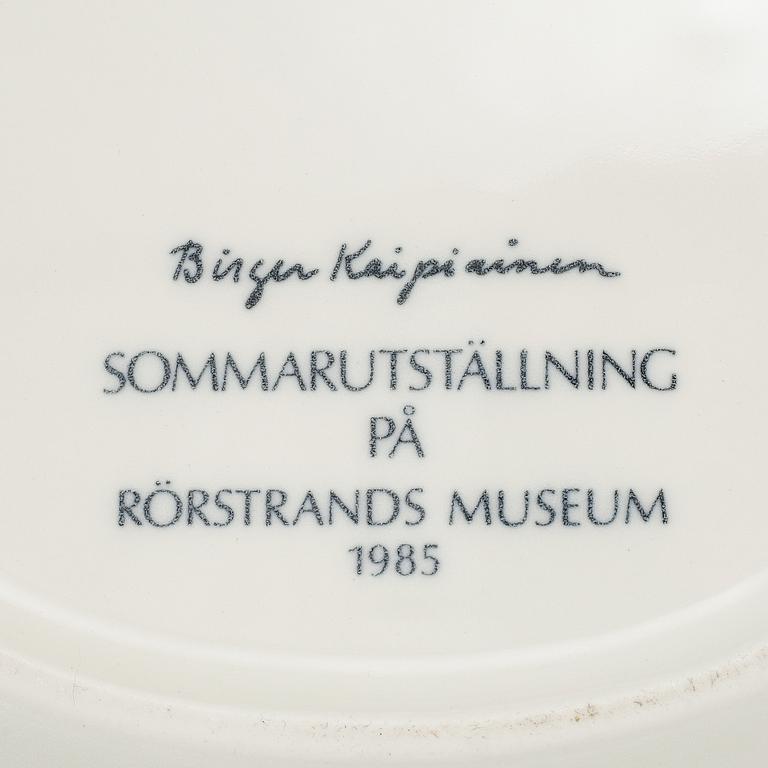 Birger Kaipiainen
SOMMARUTSTÄLLNING
PÅ
RÖRSTRANDS MUSEUM
1985